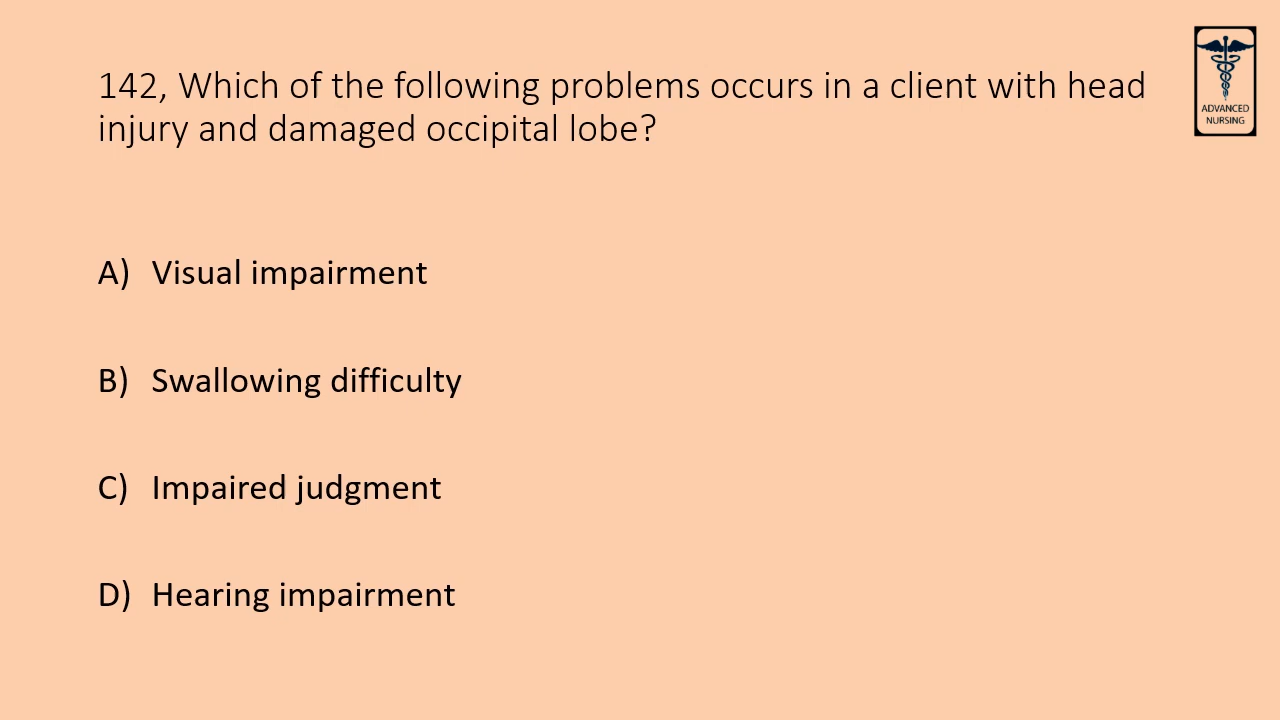 142, Which of the following problems occurs in a client with head
injury and damaged occipital lobe?
ADVANCED
NURSING
A) Visual impairment
B) Swallowing difficulty
C) Impaired judgment
D) Hearing impairment